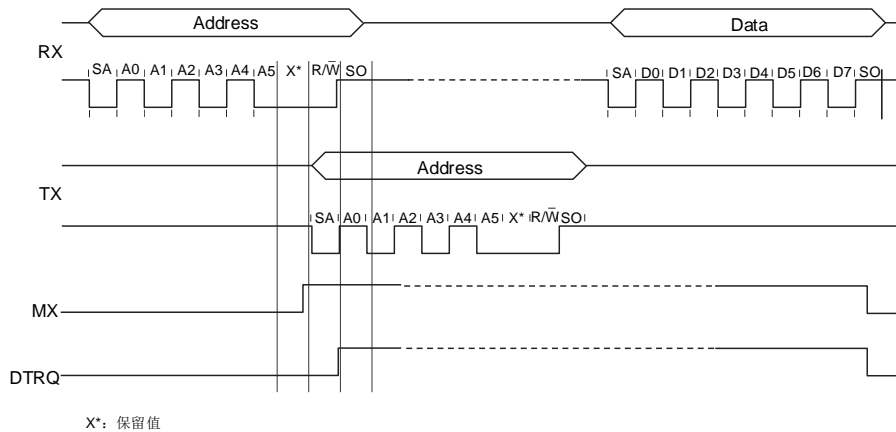 Address
Data
RX
SA A0 A1 A2 A3 A4 A5 X* R/W̅ SO
SA D0 D1 D2 D3 D4 D5 D6 D7 SO
Address
TX
SA A0 A1 A2 A3 A4 A5 X* R/W̅ SO
MX
DTRQ
X*：保留值